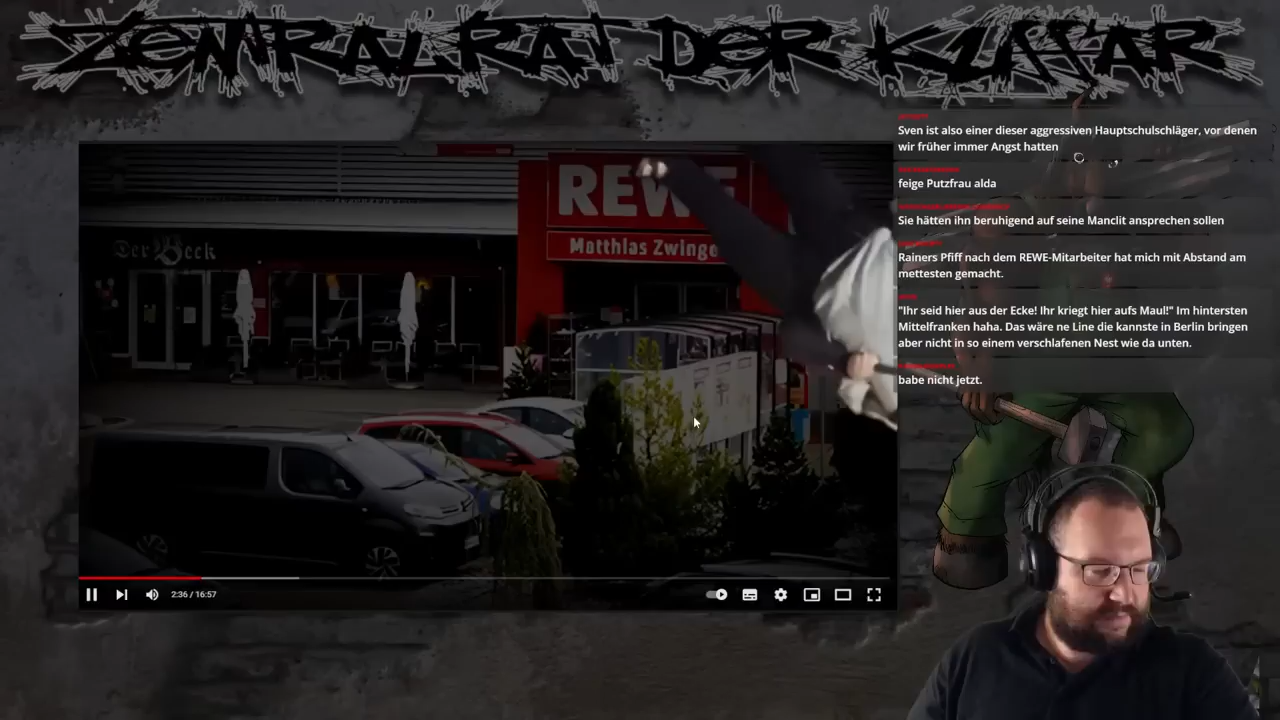 ZENTRALRAT DER KUFFAR
Sven ist also einer dieser aggressiven Hauptschulschläger, vor denen
wir früher immer Angst hatten
feige Putzfrau alda
Sie hätten ihn beruhigend auf seine Manclit ansprechen sollen
Rainers Pfiff nach dem REWE-Mitarbeiter hat mich mit Abstand am
mettesten gemacht.
"Ihr seid hier aus der Ecke! Ihr kriegt hier aufs Maul!" Im hintersten
Mittelfranken haha. Das wäre ne Line die kannste in Berlin bringen
aber nicht in so einem verschlafenen Nest wie da unten.
babe nicht jetzt.
REWE
Matthias Zwinge
Der Beck
2:36 / 16:57